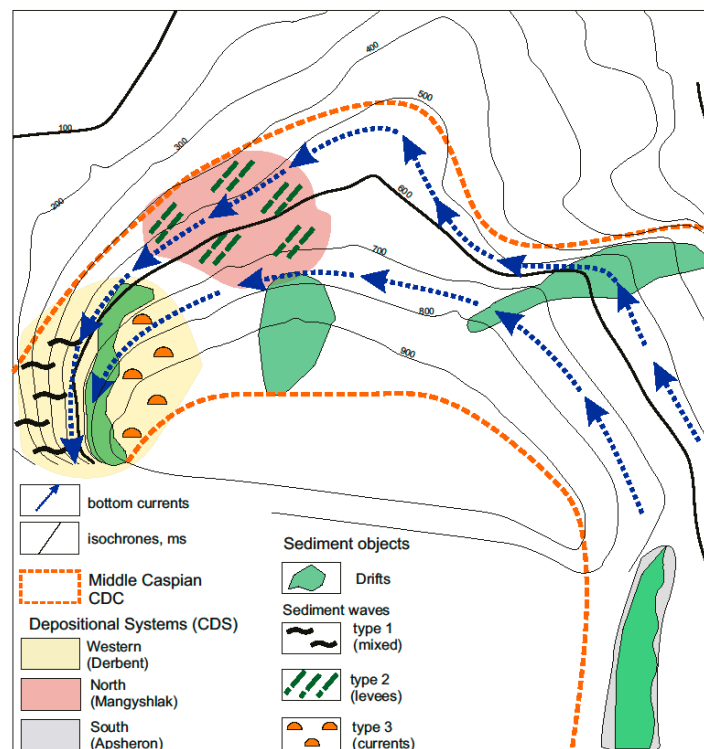 400
500
100
300
200
600
700
800
900
bottom currents
isochrones, ms
Middle Caspian
CDC
Depositional Systems (CDS)
Western
(Derbent)
North
(Mangyshlak)
South
(Apsheron)
Sediment objects
Drifts
Sediment waves
type 1
(mixed)
type 2
(levees)
type 3
(currents)